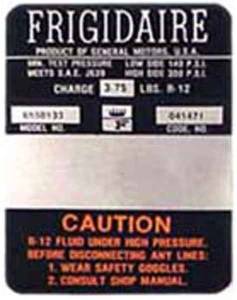 FRIGIDAIRE
PRODUCT OF GENERAL MOTORS, U.S.A.
MIN. TEST PRESSURE LOW SIDE 140 P.S.I.
MEETS S.A.E. J639 HIGH SIDE 300 P.S.I.
CHARGE 3.75 LBS. R-12
MODEL NO. CODE NO.
CAUTION
R-12 FLUID UNDER HIGH PRESSURE.
BEFORE DISCONNECTING ANY LINES:
1. WEAR SAFETY GOGGLES.
2. CONSULT SHOP MANUAL.